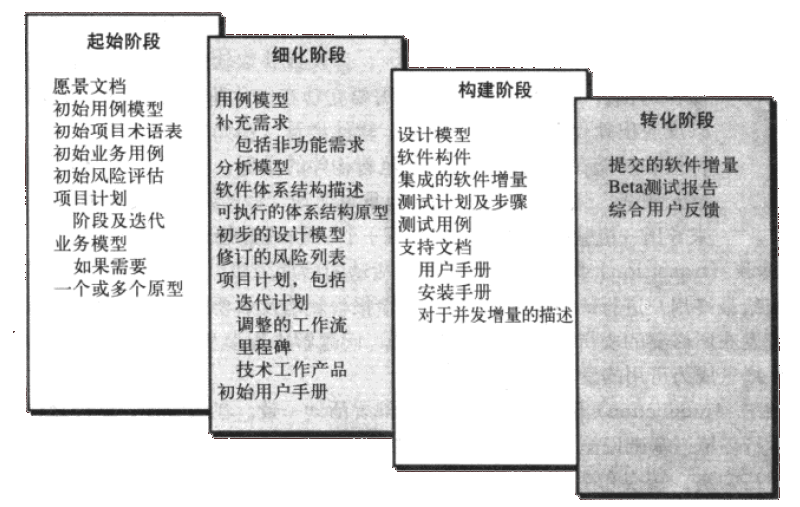 起始阶段
愿景文档
初始用例模型
初始项目术语表
初始业务用例
初始风险评估
项目计划
阶段及迭代
业务模型
如果需要
一个或多个原型
细化阶段
用例模型
补充需求
包括非功能需求
分析模型
软件体系结构描述
可执行的体系结构原型
初步的设计模型
修订的风险列表
项目计划，包括
迭代计划
调整的工作流
里程碑
技术工作产品
初始用户手册
构建阶段
设计模型
软件构件
集成的软件增量
测试计划及步骤
测试用例
支持文档
用户手册
安装手册
对于并发增量的描述
转化阶段
提交的软件增量
Beta测试报告
综合用户反馈